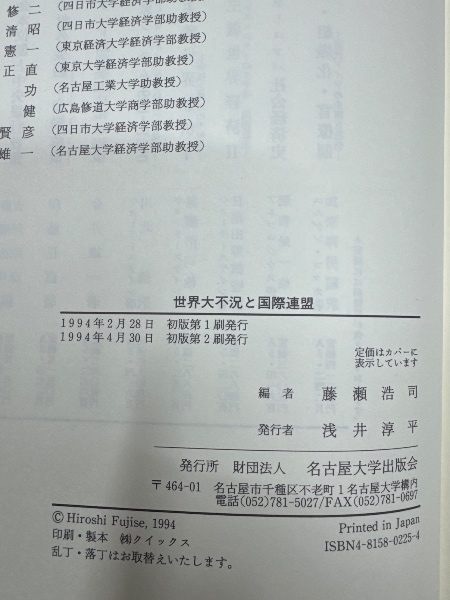 修二 (四日市大学経済学部助教授)
清昭 (四日市大学経済学部助教授)
憲一 (東京経済大学経済学部助教授)
正直 (東京大学経済学部助教授)
功 (名古屋工業大学助教授)
健 (広島修道大学商学部助教授)
賢彦 (四日市大学経済学部助教授)
雄一 (名古屋大学経済学部助教授)
世界大不況と国際連盟
1994年2月28日 初版第1刷発行
1994年4月30日 初版第2刷発行
定価はカバーに
表示しています
編者 藤瀬浩司
発行者 浅井淳平
発行所 財団法人 名古屋大学出版会
〒464-01 名古屋市千種区不老町1名古屋大学構内
電話(052)781-5027/FAX(052)781-0697
© Hiroshi Fujise, 1994
Printed in Japan
印刷・製本 ㈱クイックス
ISBN4-8158-0225-4
乱丁・落丁はお取替えいたします。